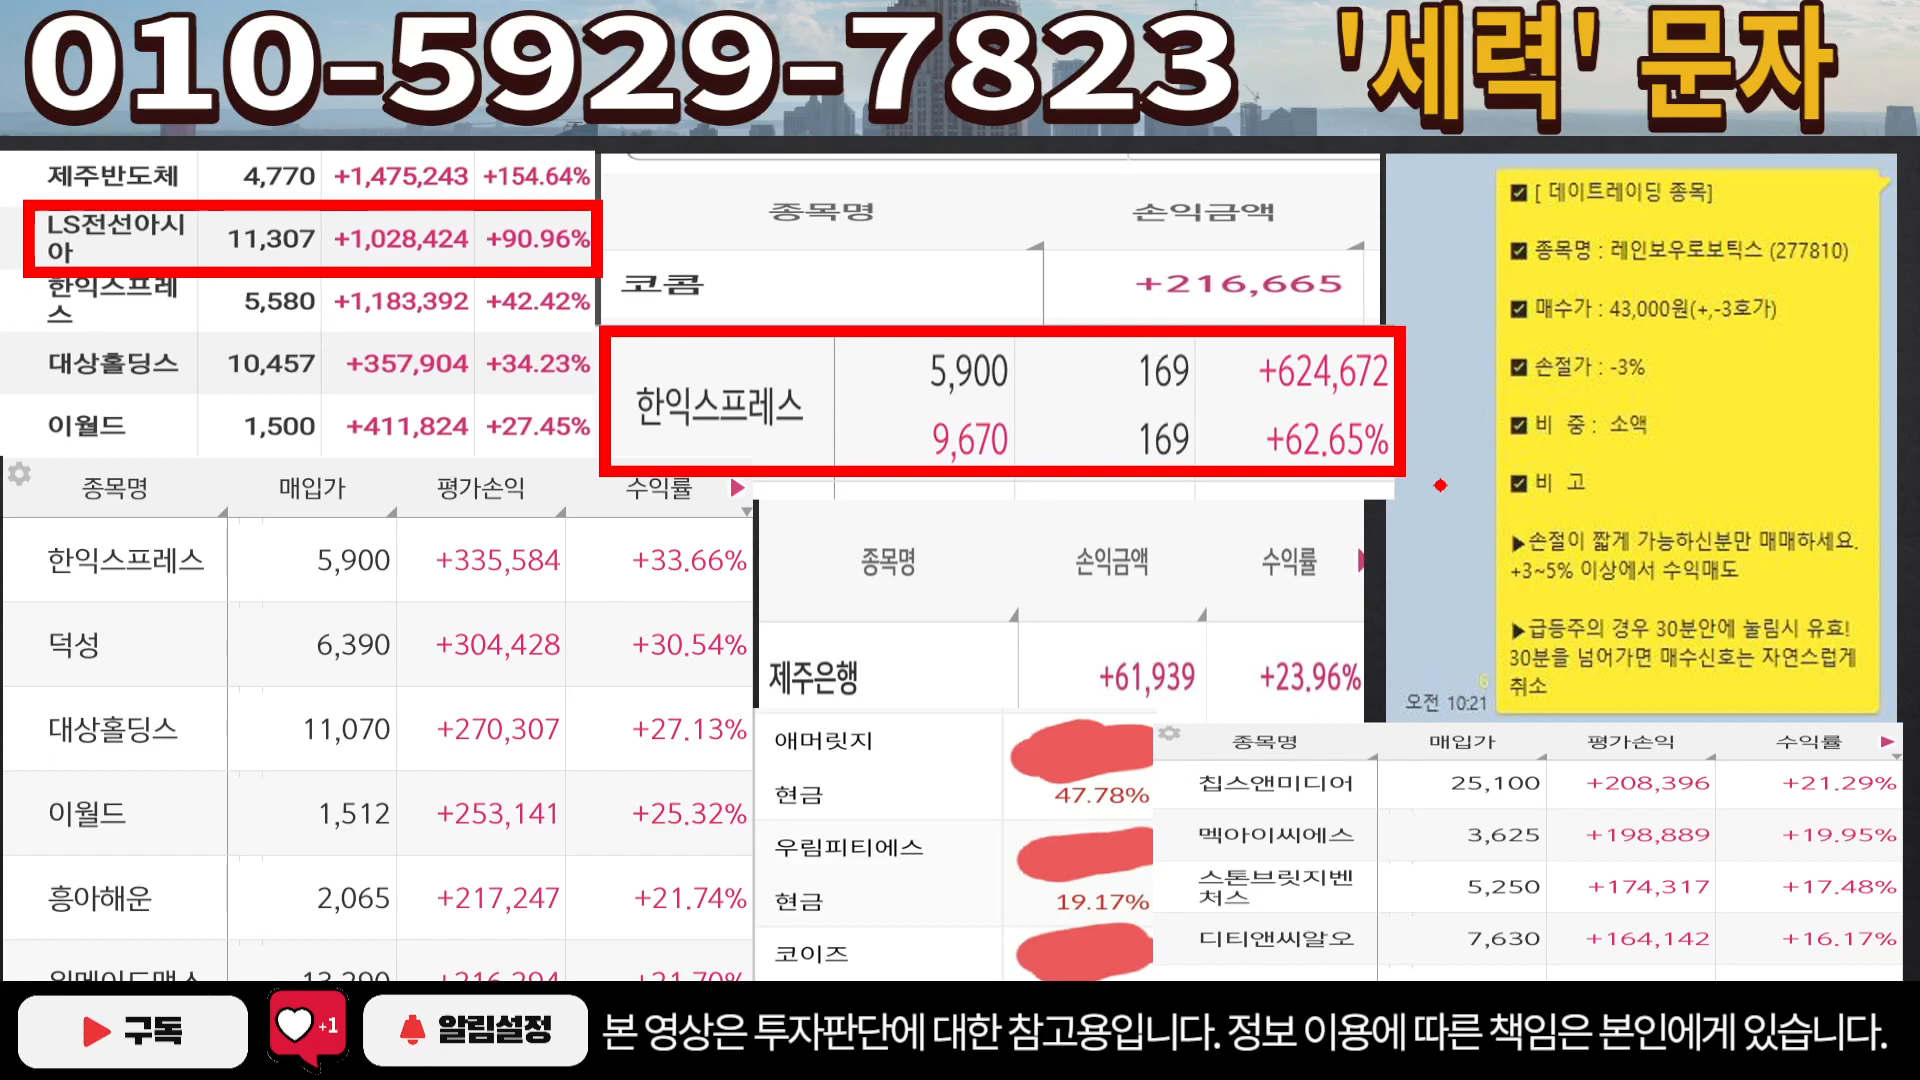 010-5929-7823 '세력' 문자
제주반도체 4,770 +1,475,243 +154.64%
LS전선아시
아 11,307 +1,028,424 +90.96%
한익스프레
스 5,580 +1,183,392 +42.42%
대상홀딩스 10,457 +357,904 +34.23%
이월드 1,500 +411,824 +27.45%
종목명 손익금액
코콤 +216,665
한익스프레스 5,900 169 +624,672
9,670 169 +62.65%
[ 데이트레이딩 종목]
종목명 : 레인보우로보틱스 (277810)
매수가 : 43,000원(+,-3호가)
손절가 : -3%
비 중 : 소액
비 고
▶손절이 짧게 가능하신분만 매매하세요.
+3~5% 이상에서 수익매도
▶급등주의 경우 30분안에 눌림시 유효!
30분을 넘어가면 매수신호는 자연스럽게
취소
6
오전 10:21
종목명 매입가 평가손익 수익률
한익스프레스 5,900 +335,584 +33.66%
덕성 6,390 +304,428 +30.54%
대상홀딩스 11,070 +270,307 +27.13%
이월드 1,512 +253,141 +25.32%
흥아해운 2,065 +217,247 +21.74%
종목명 손익금액 수익률
제주은행 +61,939 +23.96%
애머릿지
현금 47.78%
우림피티에스
현금 19.17%
코이즈
종목명 매입가 평가손익 수익률
칩스앤미디어 25,100 +208,396 +21.29%
멕아이씨에스 3,625 +198,889 +19.95%
스톤브릿지벤
처스 5,250 +174,317 +17.48%
디티앤씨알오 7,630 +164,142 +16.17%
구독 +1 알림설정 본 영상은 투자판단에 대한 참고용입니다. 정보 이용에 따른 책임은 본인에게 있습니다.